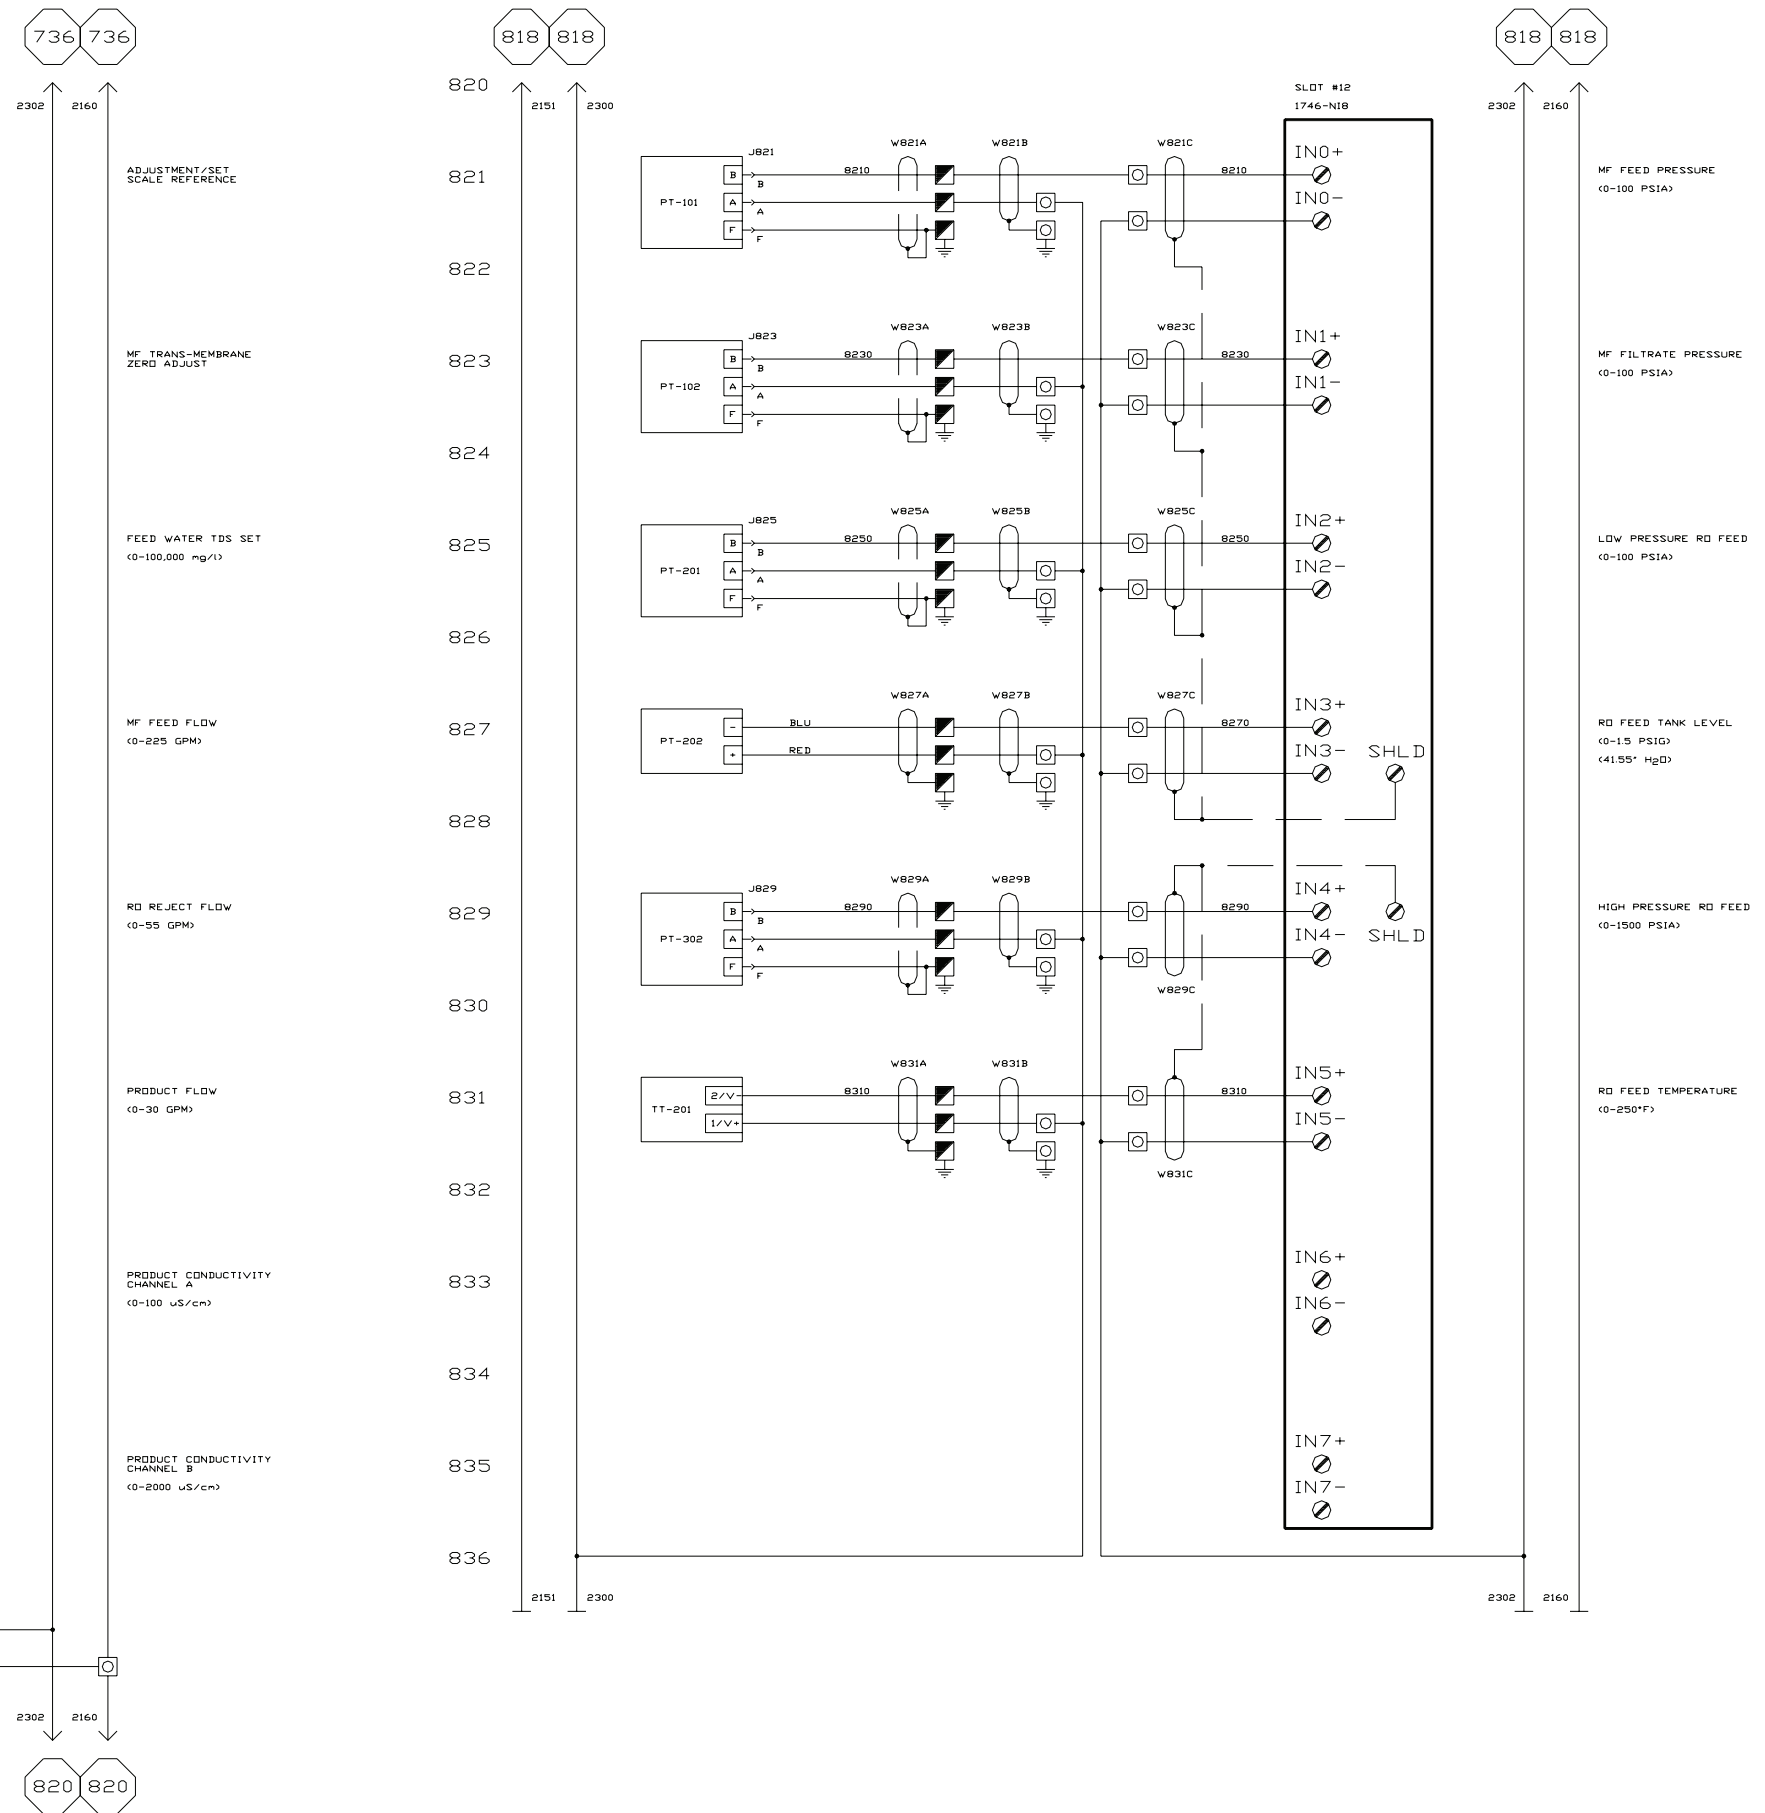 736 736
2302 2160
ADJUSTMENT/SET
SCALE REFERENCE
MF TRANS-MEMBRANE
ZERO ADJUST
FEED WATER TDS SET
(0-100,000 mg/l)
MF FEED FLOW
(0-225 GPM)
RO REJECT FLOW
(0-55 GPM)
PRODUCT FLOW
(0-30 GPM)
PRODUCT CONDUCTIVITY
CHANNEL A
(0-100 uS/cm)
PRODUCT CONDUCTIVITY
CHANNEL B
(0-2000 uS/cm)
2302 2160
820 820
818 818
2151 2300
820
821
822
823
824
825
826
827
828
829
830
831
832
833
834
835
836
2151 2300
J821 W821A W821B W821C
PT-101
B B 8210 8210
A A
F F
J823 W823A W823B W823C
PT-102
B B 8230 8230
A A
F F
J825 W825A W825B W825C
PT-201
B B 8250 8250
A A
F F
W827A W827B W827C
PT-202
- BLU 8270
+ RED
J829 W829A W829B
PT-302
B B 8290 8290
A A
F F
W829C
W831A W831B
TT-201
2/V- 8310 8310
1/V+
W831C
SLOT #12
1746-NI8
IN0+
IN0-
IN1+
IN1-
IN2+
IN2-
IN3+
IN3- SHLD
IN4+
IN4- SHLD
IN5+
IN5-
IN6+
IN6-
IN7+
IN7-
818 818
2302 2160
MF FEED PRESSURE
(0-100 PSIA)
MF FILTRATE PRESSURE
(0-100 PSIA)
LOW PRESSURE RO FEED
(0-100 PSIA)
RO FEED TANK LEVEL
(0-1.5 PSIG)
(41.55" H2O)
HIGH PRESSURE RO FEED
(0-1500 PSIA)
RO FEED TEMPERATURE
(0-250°F)
2302 2160